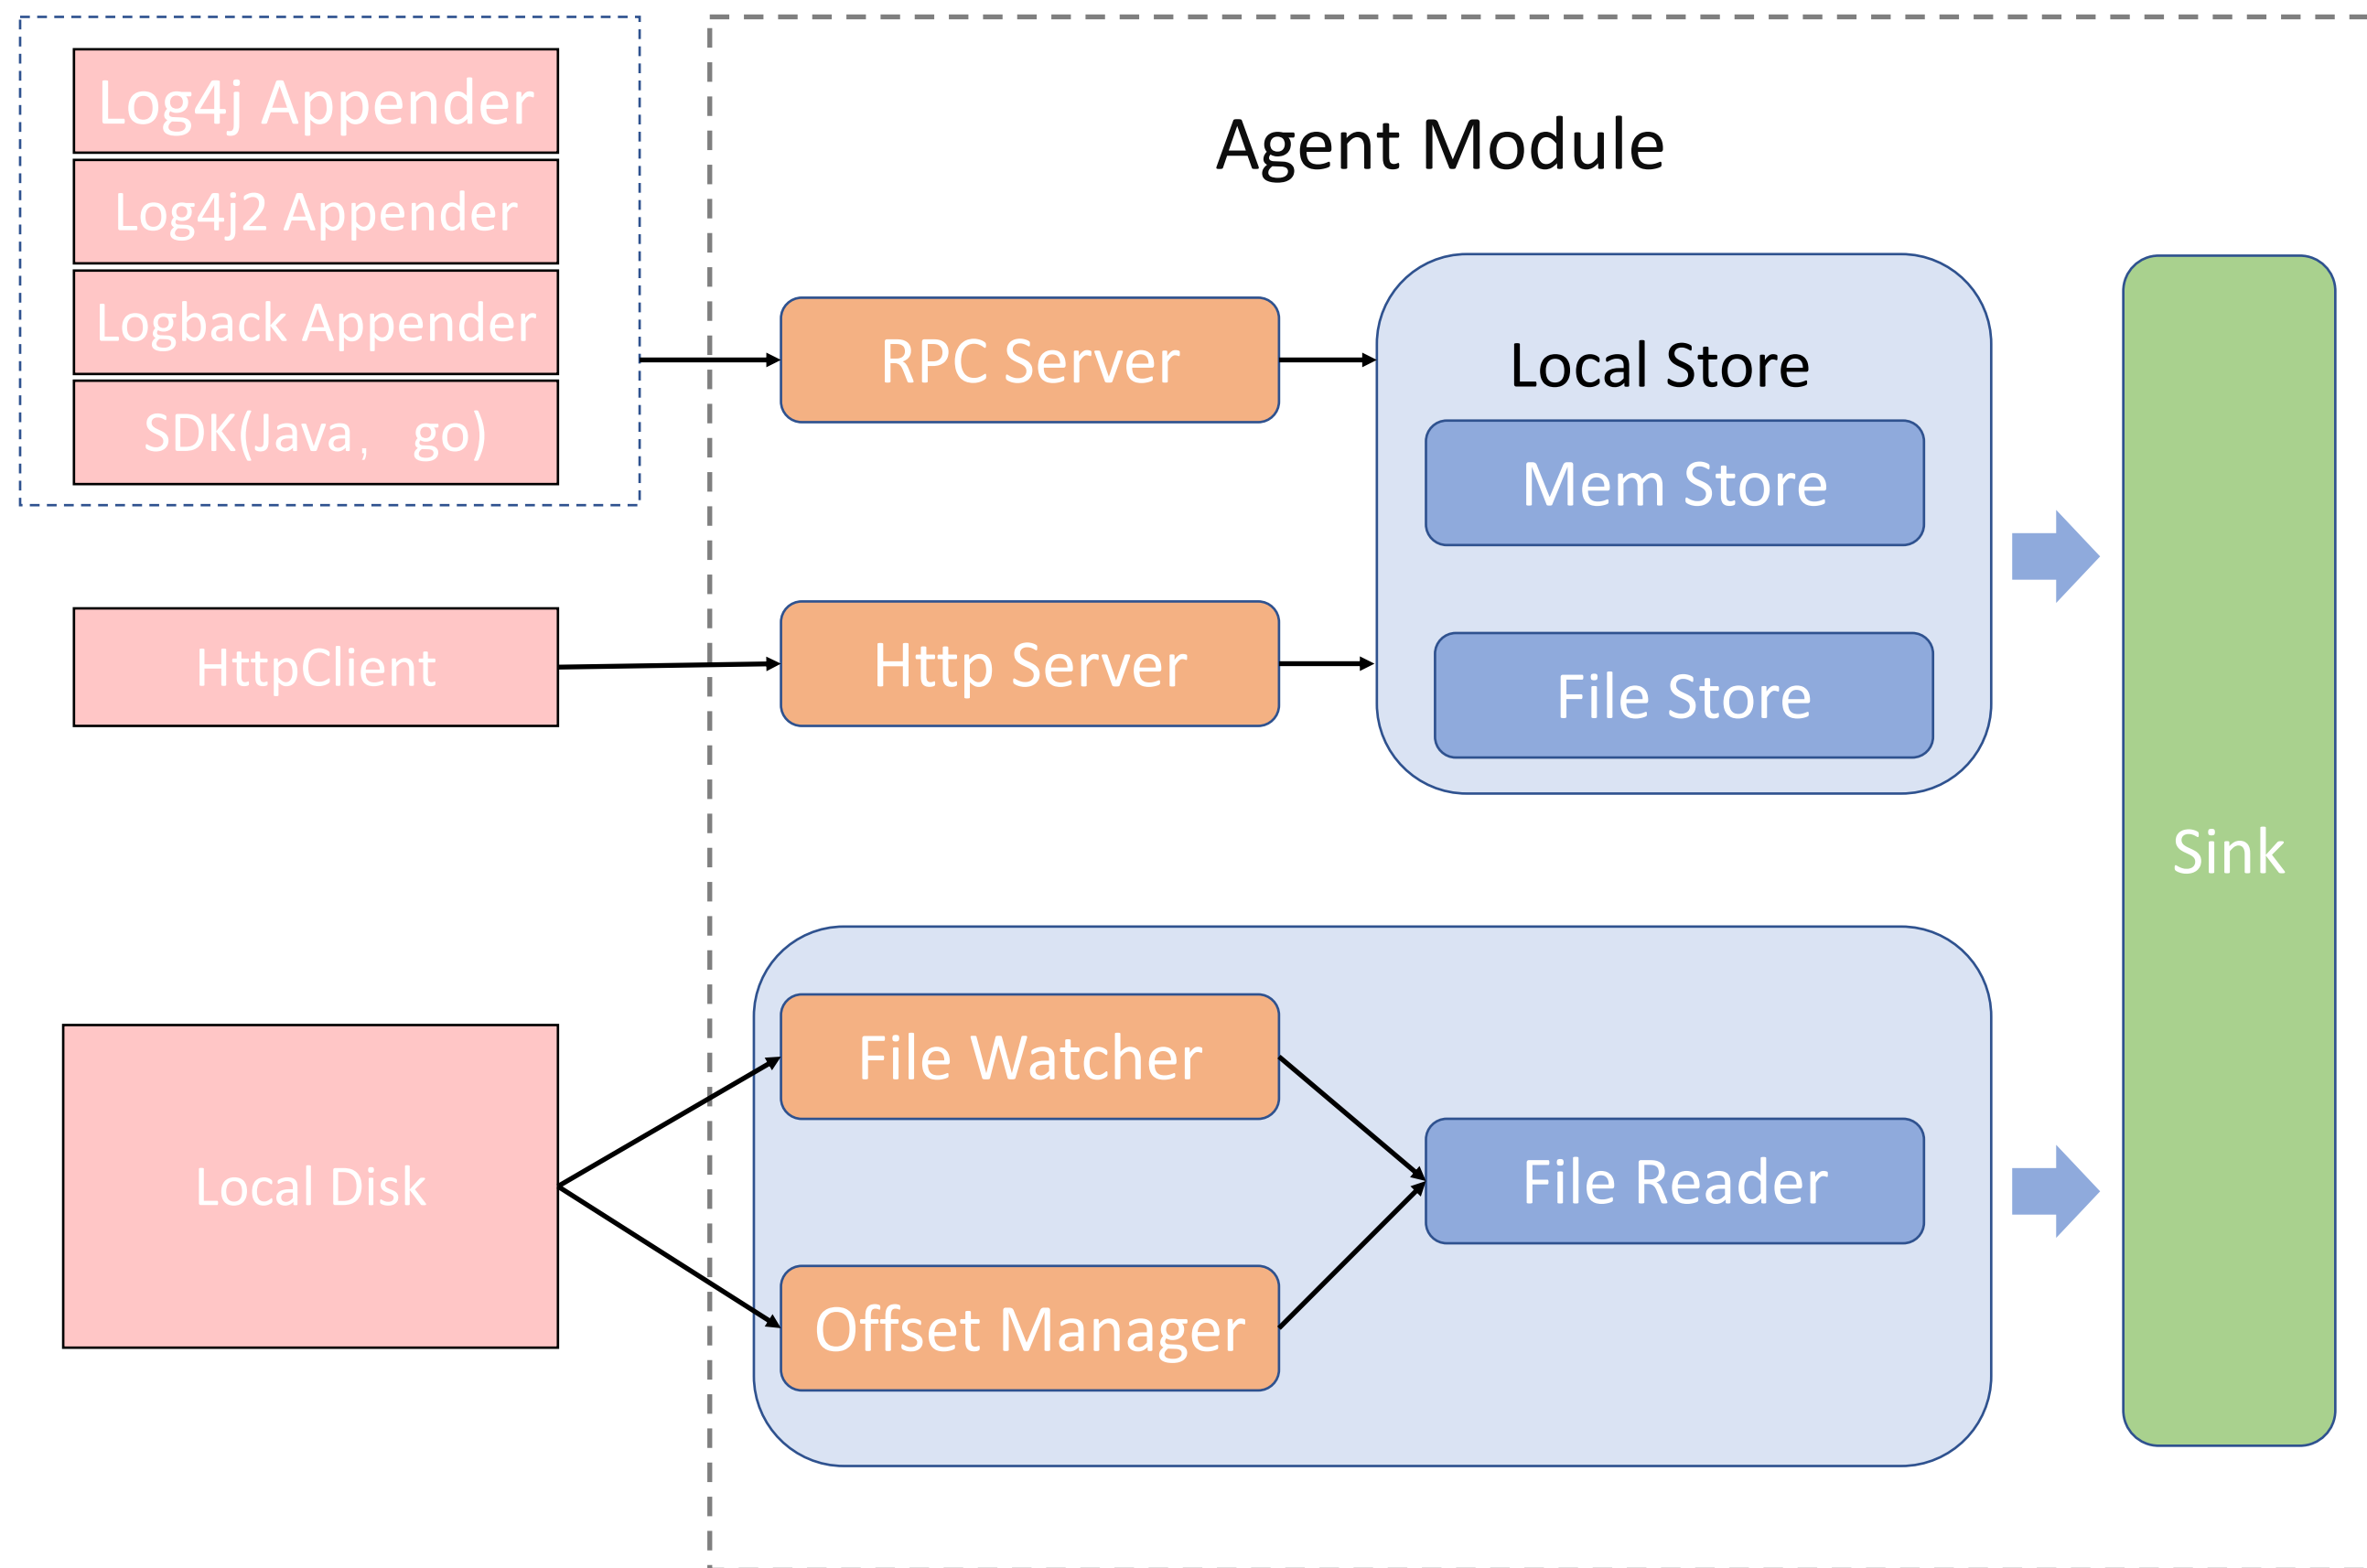 Log4j Appender
Log4j2 Appender
Logback Appender
SDK(Java, go)
HttpClient
Local Disk
Agent Module
RPC Server
Http Server
Local Store
Mem Store
File Store
File Watcher
Offset Manager
File Reader
Sink